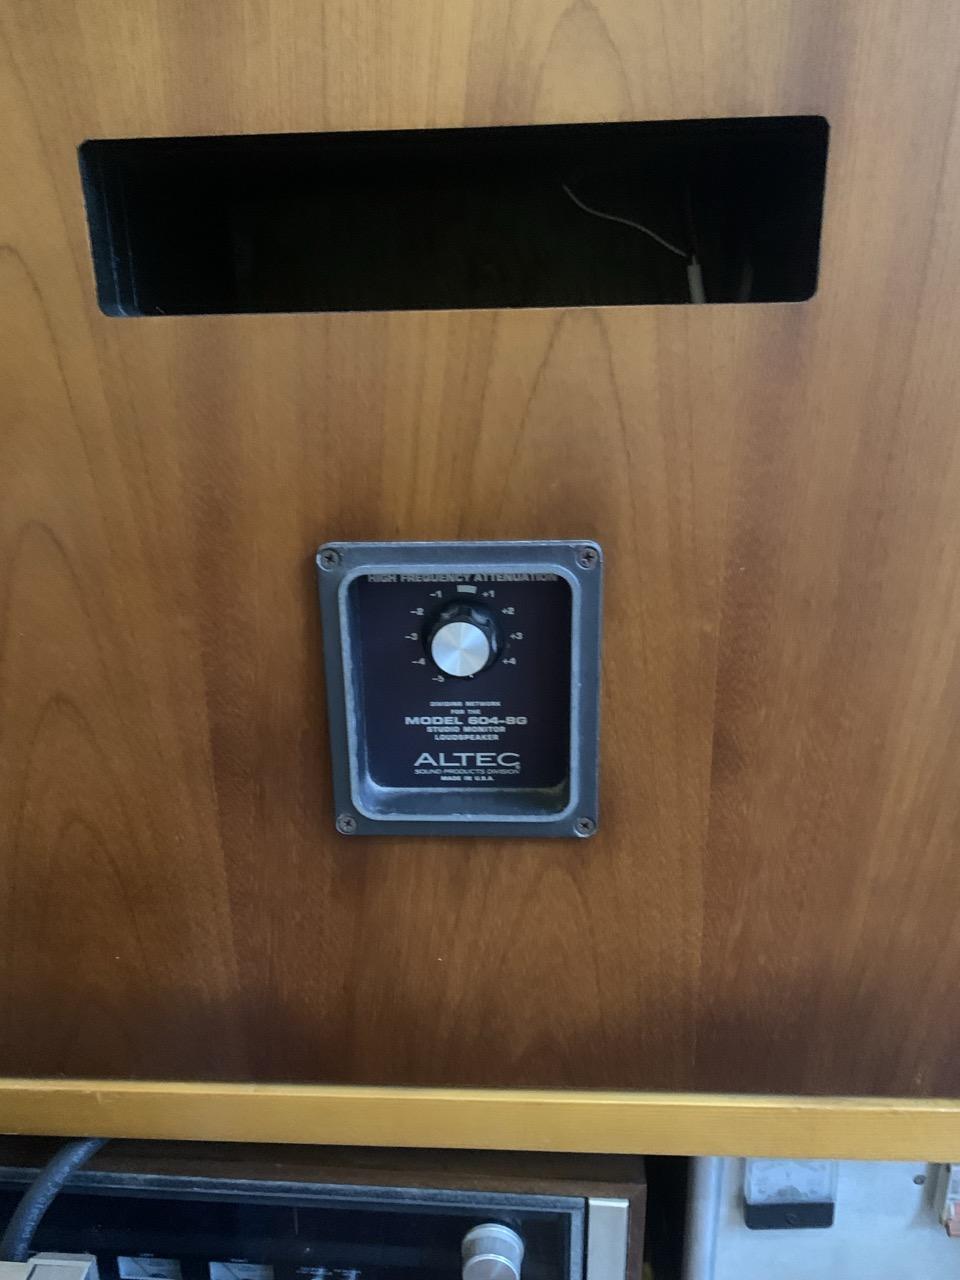 HIGH FREQUENCY ATTENUATION
-1 +1
-2 +2
-3 +3
-4 +4
-5
DIVIDING NETWORK
FOR THE
MODEL 604-8G
STUDIO MONITOR
LOUDSPEAKER
ALTEC
SOUND PRODUCTS DIVISION
MADE IN U.S.A.